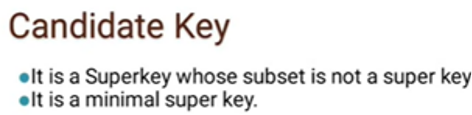 Candidate Key
●It is a Superkey whose subset is not a super key
●It is a minimal super key.